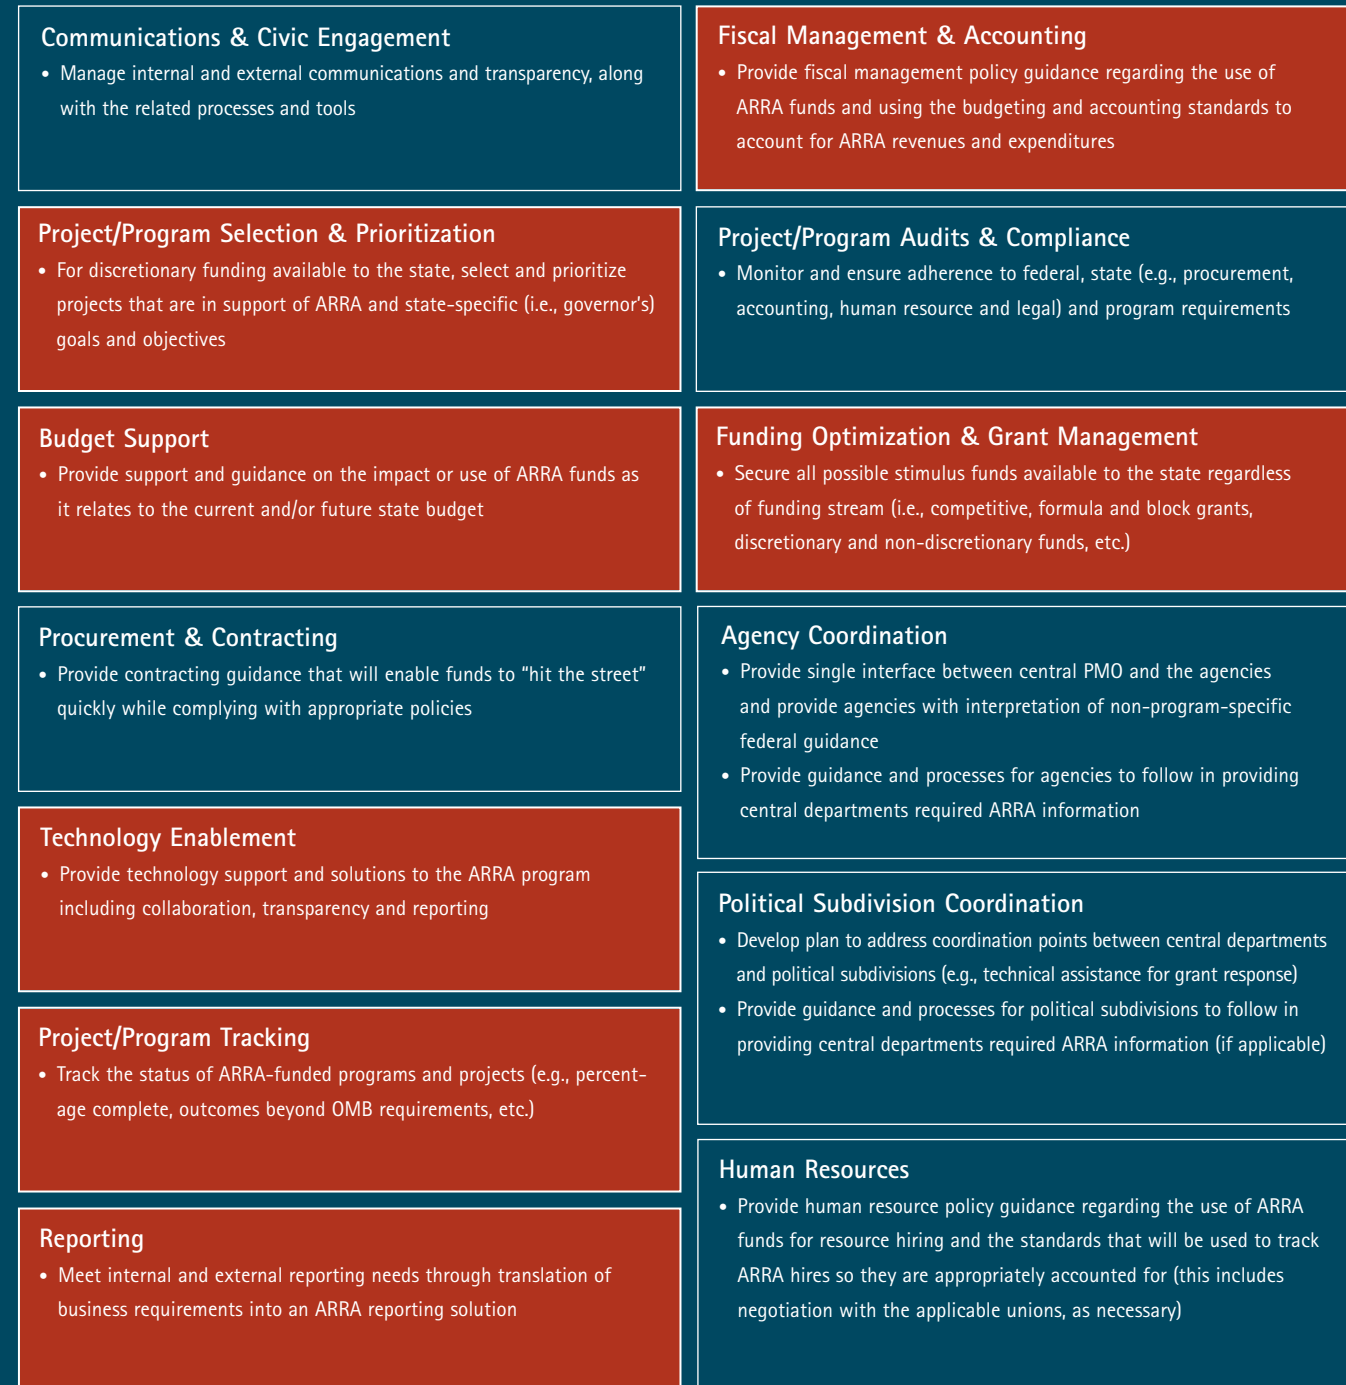 Communications & Civic Engagement
• Manage internal and external communications and transparency, along
with the related processes and tools
Project/Program Selection & Prioritization
• For discretionary funding available to the state, select and prioritize
projects that are in support of ARRA and state-specific (i.e., governor's)
goals and objectives
Budget Support
• Provide support and guidance on the impact or use of ARRA funds as
it relates to the current and/or future state budget
Procurement & Contracting
• Provide contracting guidance that will enable funds to “hit the street”
quickly while complying with appropriate policies
Technology Enablement
• Provide technology support and solutions to the ARRA program
including collaboration, transparency and reporting
Project/Program Tracking
• Track the status of ARRA-funded programs and projects (e.g., percent-
age complete, outcomes beyond OMB requirements, etc.)
Reporting
• Meet internal and external reporting needs through translation of
business requirements into an ARRA reporting solution
Fiscal Management & Accounting
• Provide fiscal management policy guidance regarding the use of
ARRA funds and using the budgeting and accounting standards to
account for ARRA revenues and expenditures
Project/Program Audits & Compliance
• Monitor and ensure adherence to federal, state (e.g., procurement,
accounting, human resource and legal) and program requirements
Funding Optimization & Grant Management
• Secure all possible stimulus funds available to the state regardless
of funding stream (i.e., competitive, formula and block grants,
discretionary and non-discretionary funds, etc.)
Agency Coordination
• Provide single interface between central PMO and the agencies
and provide agencies with interpretation of non-program-specific
federal guidance
• Provide guidance and processes for agencies to follow in providing
central departments required ARRA information
Political Subdivision Coordination
• Develop plan to address coordination points between central departments
and political subdivisions (e.g., technical assistance for grant response)
• Provide guidance and processes for political subdivisions to follow in
providing central departments required ARRA information (if applicable)
Human Resources
• Provide human resource policy guidance regarding the use of ARRA
funds for resource hiring and the standards that will be used to track
ARRA hires so they are appropriately accounted for (this includes
negotiation with the applicable unions, as necessary)